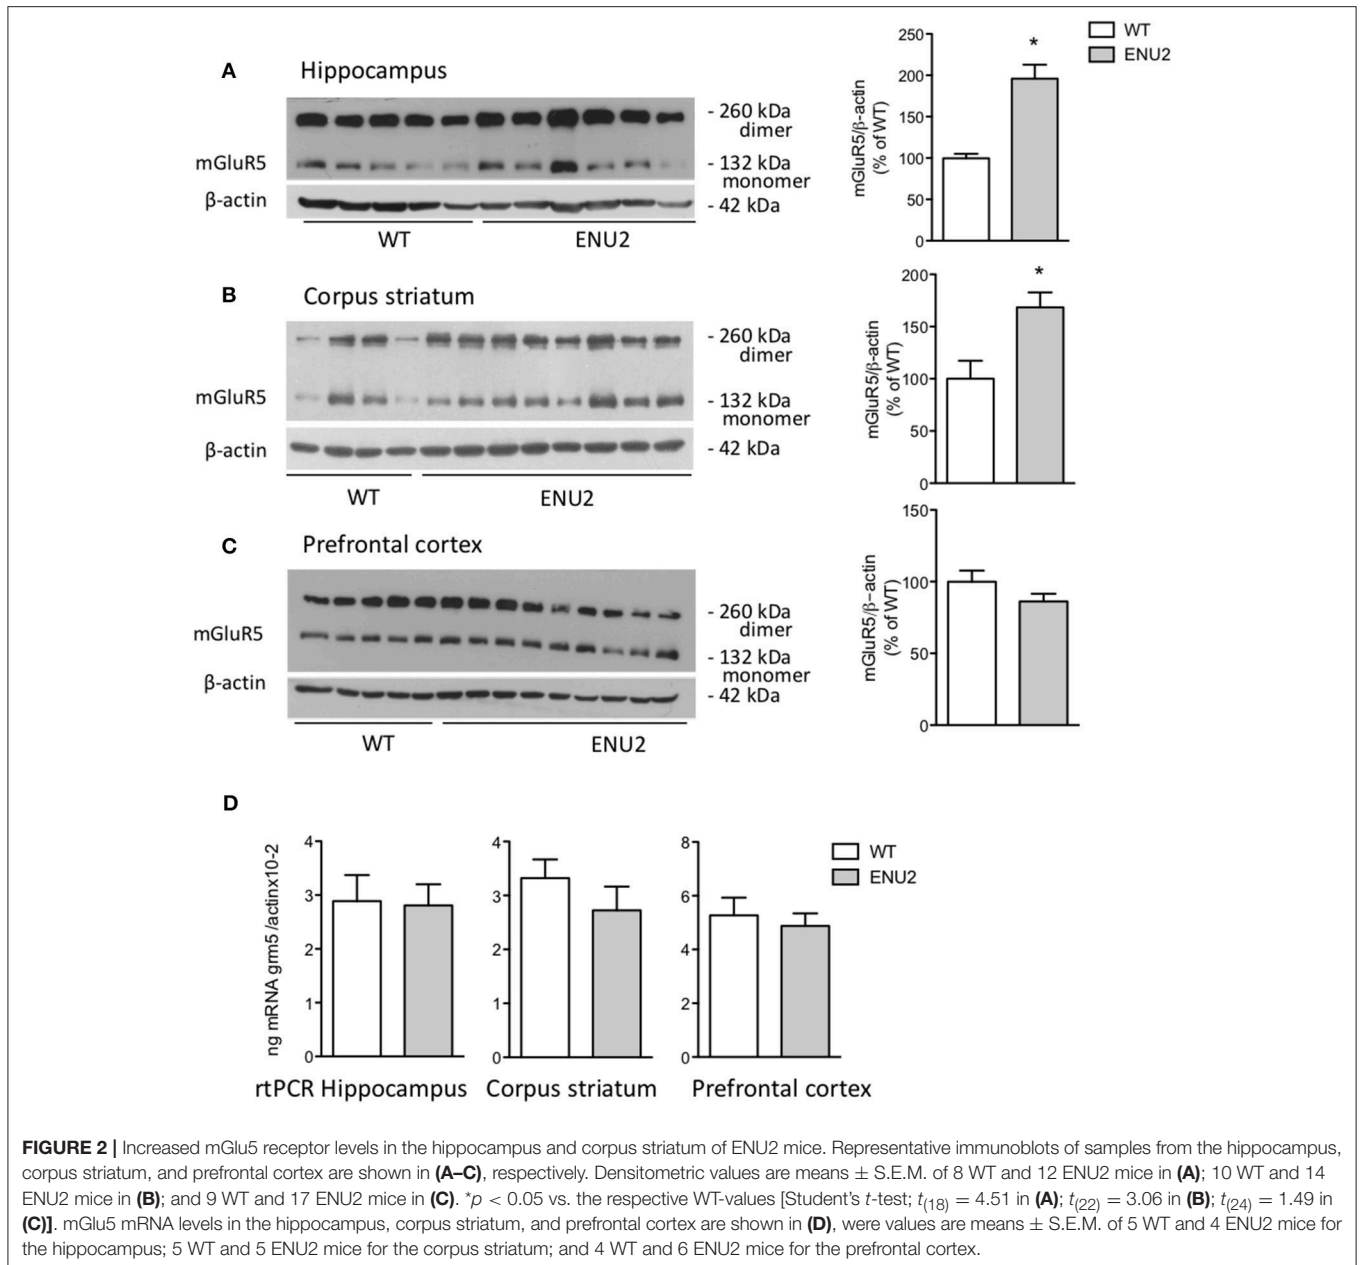 A Hippocampus
mGluR5
β-actin
- 260 kDa
dimer
- 132 kDa
monomer
- 42 kDa
WT ENU2
mGluR5/β-actin
(% of WT)
250
200
150
100
50
0
*
WT
ENU2
B Corpus striatum
mGluR5
β-actin
- 260 kDa
dimer
- 132 kDa
monomer
- 42 kDa
WT ENU2
mGluR5/β-actin
(% of WT)
200
150
100
50
0
*
C Prefrontal cortex
mGluR5
β-actin
- 260 kDa
dimer
- 132 kDa
monomer
- 42 kDa
WT ENU2
mGluR5/β-actin
(% of WT)
150
100
50
0
D
ng mRNA grm5 /actinx10-2
4
3
2
1
0
rtPCR Hippocampus
4
3
2
1
0
Corpus striatum
8
6
4
2
0
Prefrontal cortex
WT
ENU2
FIGURE 2 | Increased mGlu5 receptor levels in the hippocampus and corpus striatum of ENU2 mice. Representative immunoblots of samples from the hippocampus,
corpus striatum, and prefrontal cortex are shown in (A–C), respectively. Densitometric values are means ± S.E.M. of 8 WT and 12 ENU2 mice in (A); 10 WT and 14
ENU2 mice in (B); and 9 WT and 17 ENU2 mice in (C). *p < 0.05 vs. the respective WT-values [Student's t-test; t(18) = 4.51 in (A); t(22) = 3.06 in (B); t(24) = 1.49 in
(C)]. mGlu5 mRNA levels in the hippocampus, corpus striatum, and prefrontal cortex are shown in (D), were values are means ± S.E.M. of 5 WT and 4 ENU2 mice for
the hippocampus; 5 WT and 5 ENU2 mice for the corpus striatum; and 4 WT and 6 ENU2 mice for the prefrontal cortex.